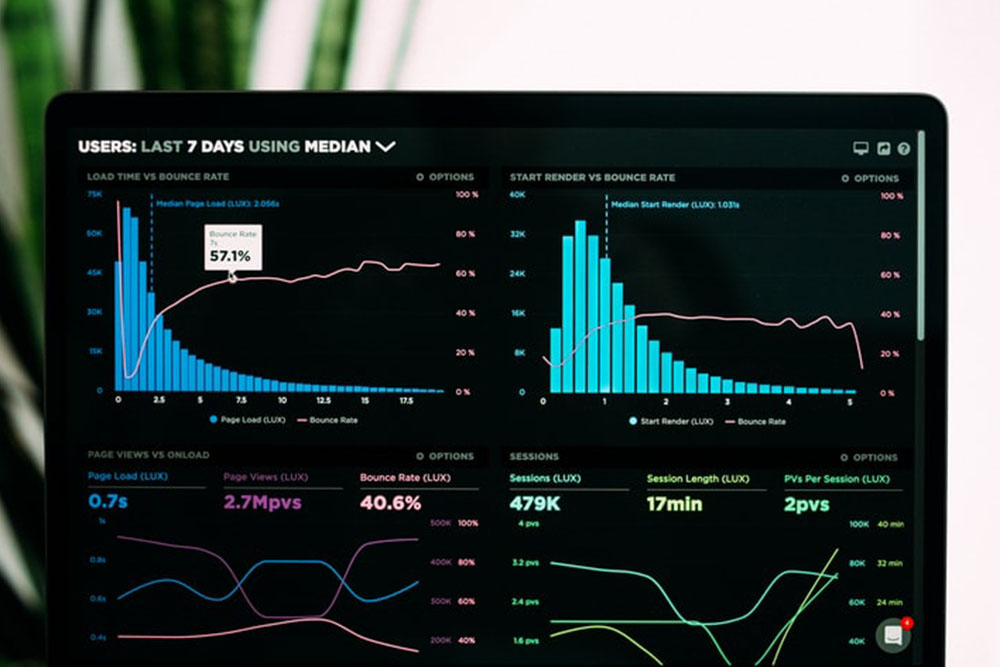 USERS: LAST 7 DAYS USING MEDIAN
LOAD TIME VS BOUNCE RATE
OPTIONS
75K
60K
45K
30K
15K
0
Median Page Load (LUX): 2.056s
Bounce Rate
7s
57.1%
100 %
80 %
60 %
40 %
20 %
0 %
0 2.5 5 7.5 10 12.5 15 17.5
Page Load (LUX) Bounce Rate
START RENDER VS BOUNCE RATE
OPTIONS
40K
32K
24K
16K
8K
0
Median Start Render (LUX): 1.031s
100 %
80 %
60 %
40 %
20 %
0 %
0 1 2 3 4 5
Start Render (LUX) Bounce Rate
PAGE VIEWS VS ONLOAD
OPTIONS
Page Load (LUX) Page Views (LUX) Bounce Rate (LUX)
0.7s 2.7Mpvs 40.6%
1s
0.8s
0.6s
0.4s
500K 100%
400K 80%
300K 60%
200K 40%
SESSIONS
OPTIONS
Sessions (LUX) Session Length (LUX) PVs Per Session (LUX)
479K 17min 2pvs
4 pvs
3.2 pvs
2.4 pvs
1.6 pvs
100K 40 min
80K 32 min
60K 24 min
40K
4